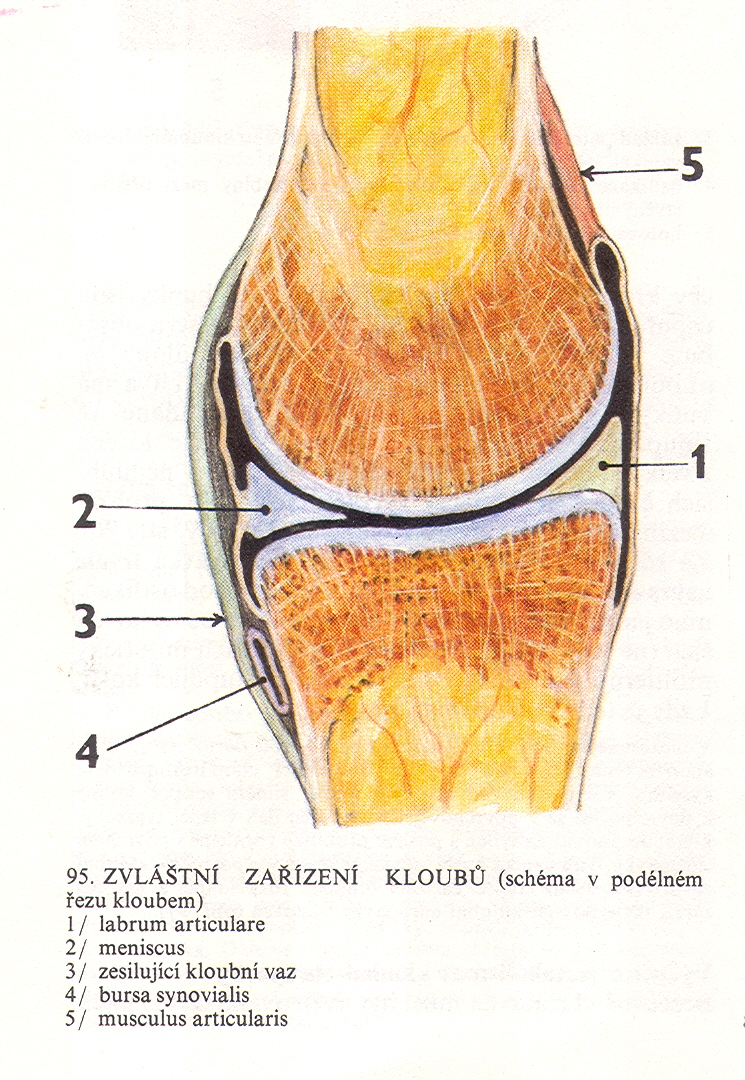 5
1
2
3
4
95. ZVLÁŠTNÍ ZAŘÍZENÍ KLOUBŮ (schéma v podélném
řezu kloubem)
1/ labrum articulare
2/ meniscus
3/ zesilující kloubní vaz
4/ bursa synovialis
5/ musculus articularis